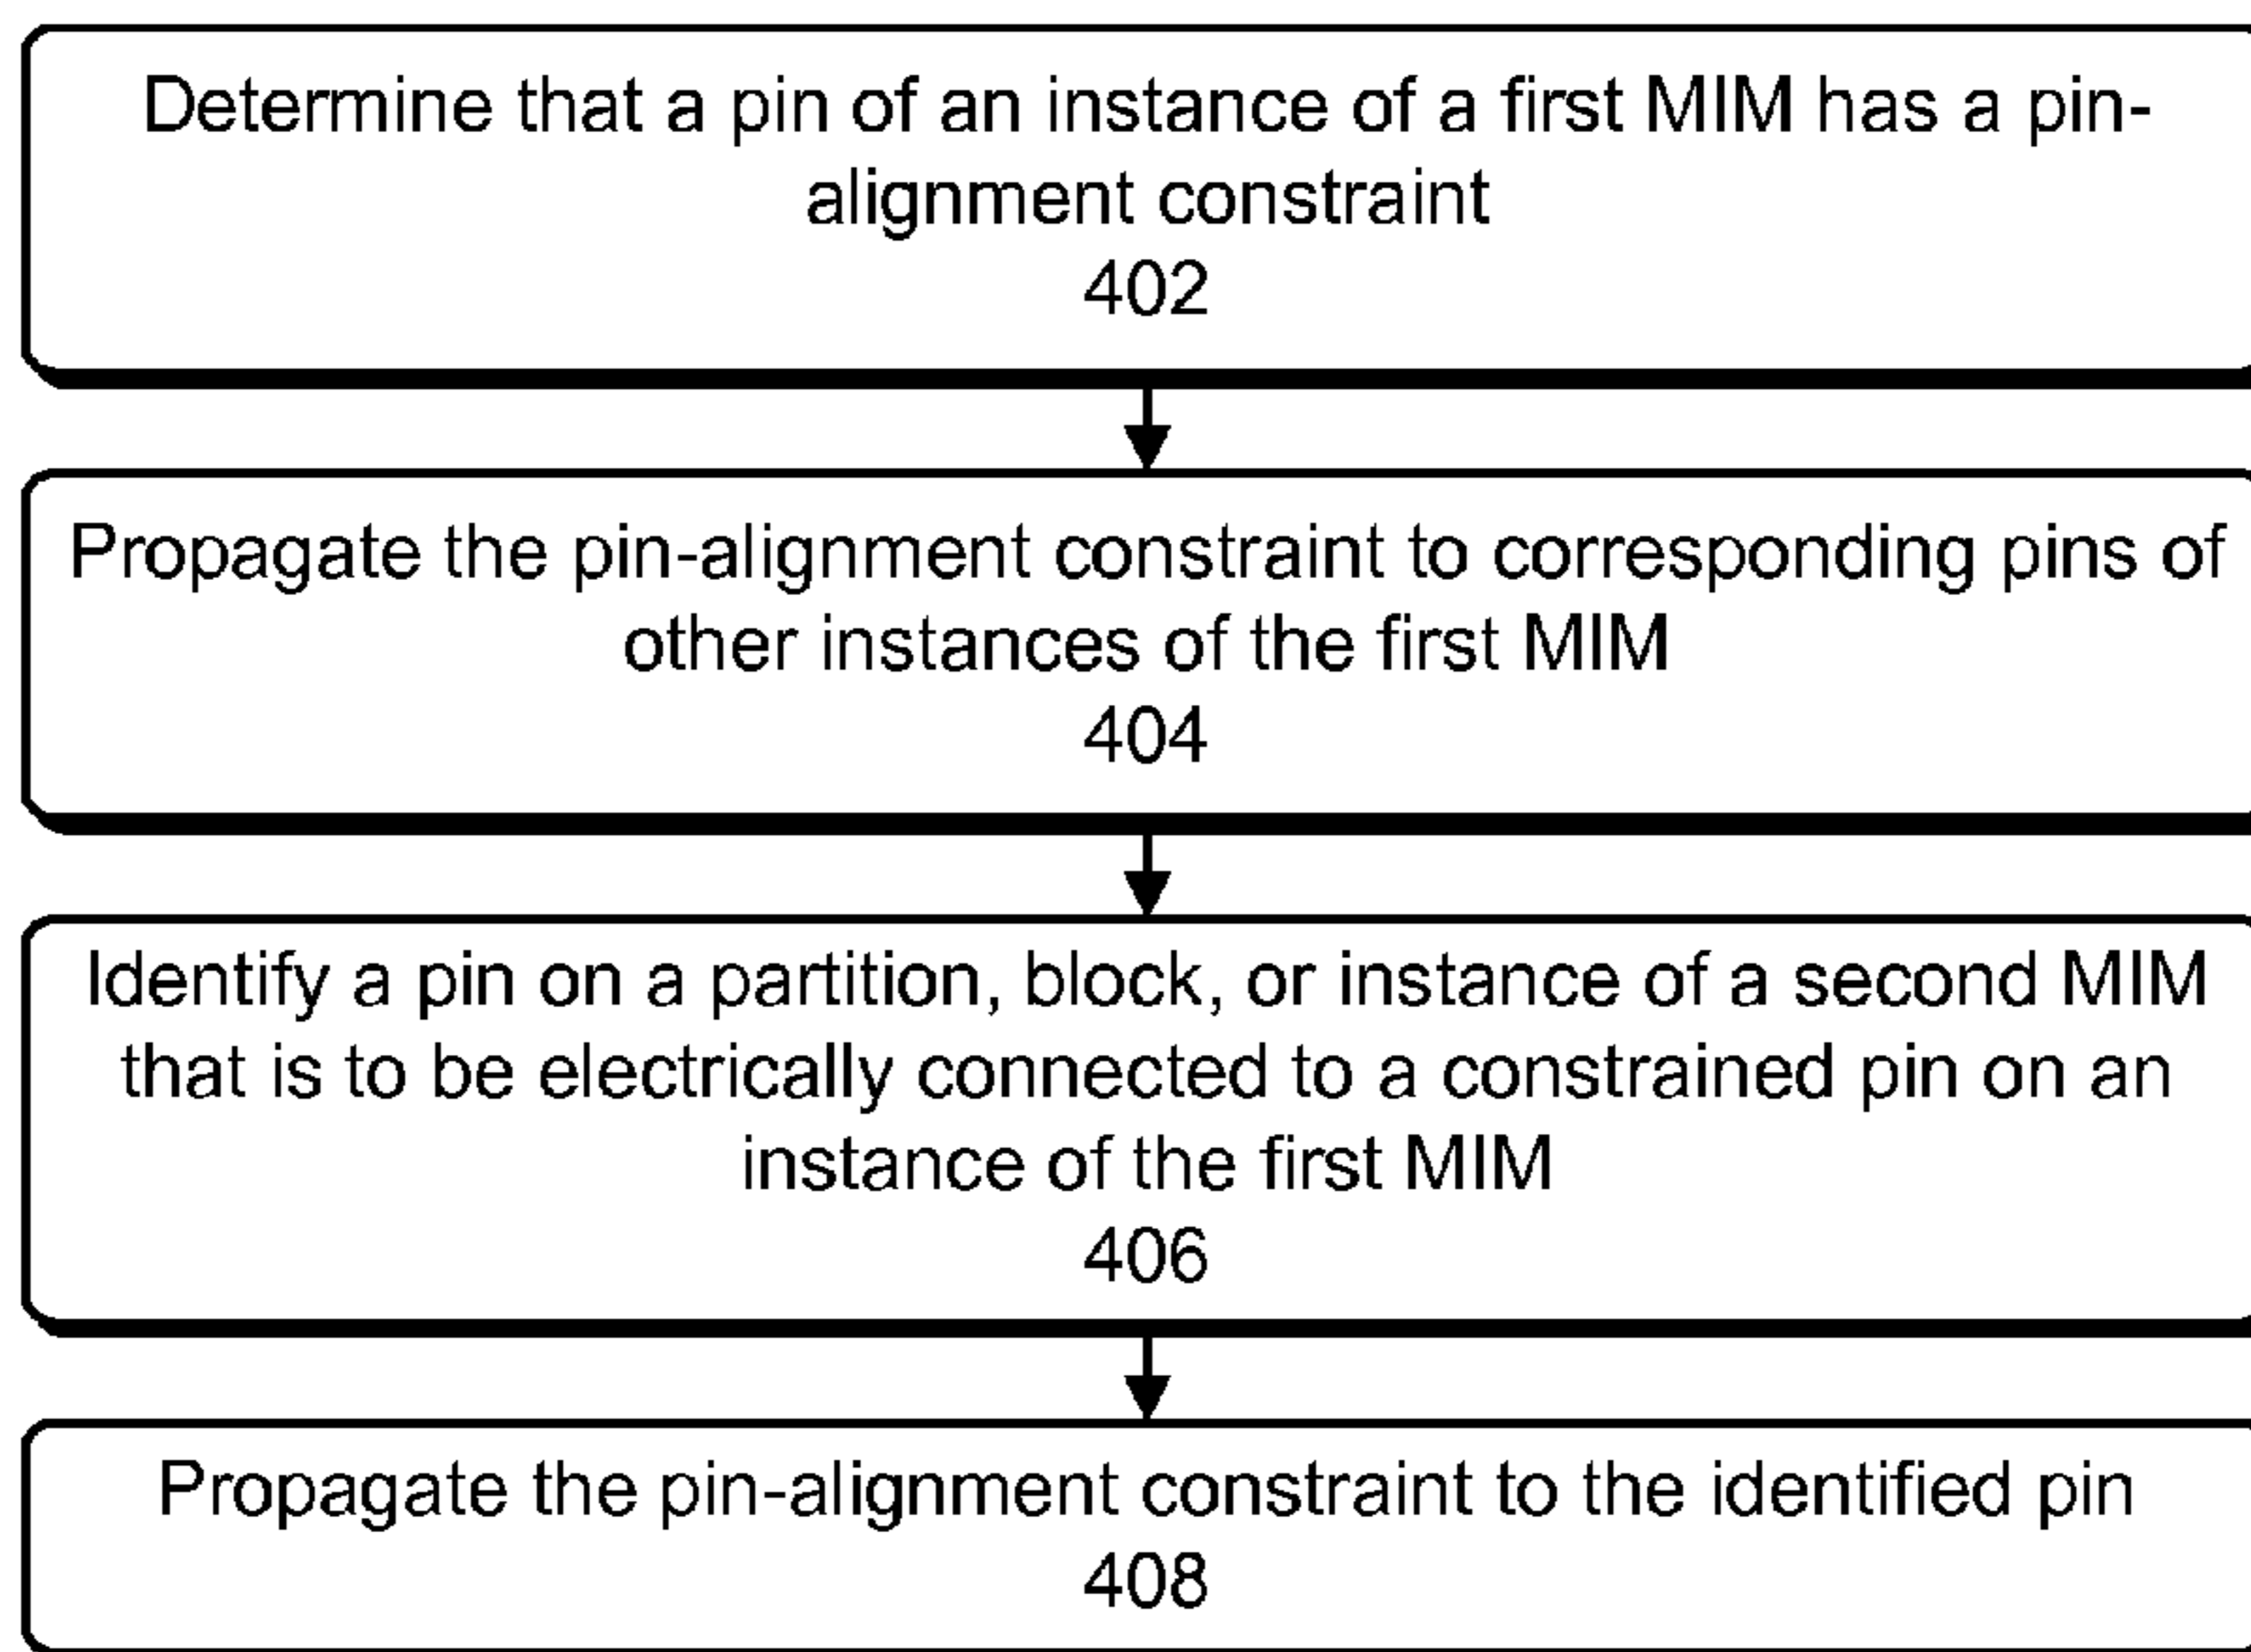 Determine that a pin of an instance of a first MIM has a pin-
alignment constraint
402
Propagate the pin-alignment constraint to corresponding pins of
other instances of the first MIM
404
Identify a pin on a partition, block, or instance of a second MIM
that is to be electrically connected to a constrained pin on an
instance of the first MIM
406
Propagate the pin-alignment constraint to the identified pin
408